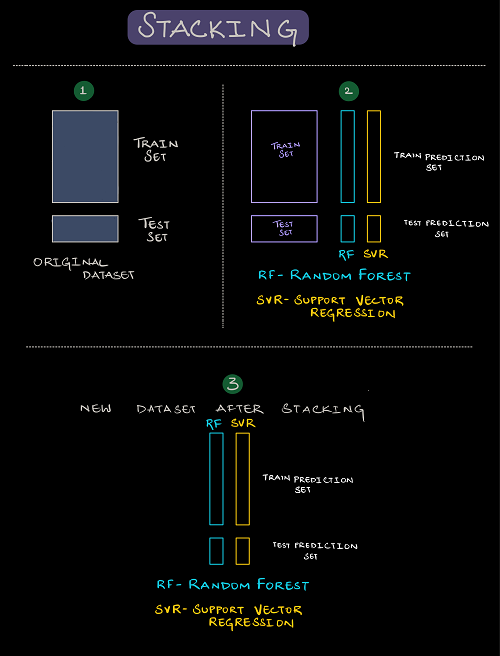 STACKING
1
TRAIN
SET
TEST
SET
ORIGINAL
DATASET
2
TRAIN
SET
TRAIN PREDICTION
SET
TEST
SET
TEST PREDICTION
SET
RF SVR
RF- RANDOM FOREST
SVR- SUPPORT VECTOR
REGRESSION
3
NEW DATASET AFTER STACKING
RF SVR
TRAIN PREDICTION
SET
TEST PREDICTION
SET
RF- RANDOM FOREST
SVR- SUPPORT VECTOR
REGRESSION